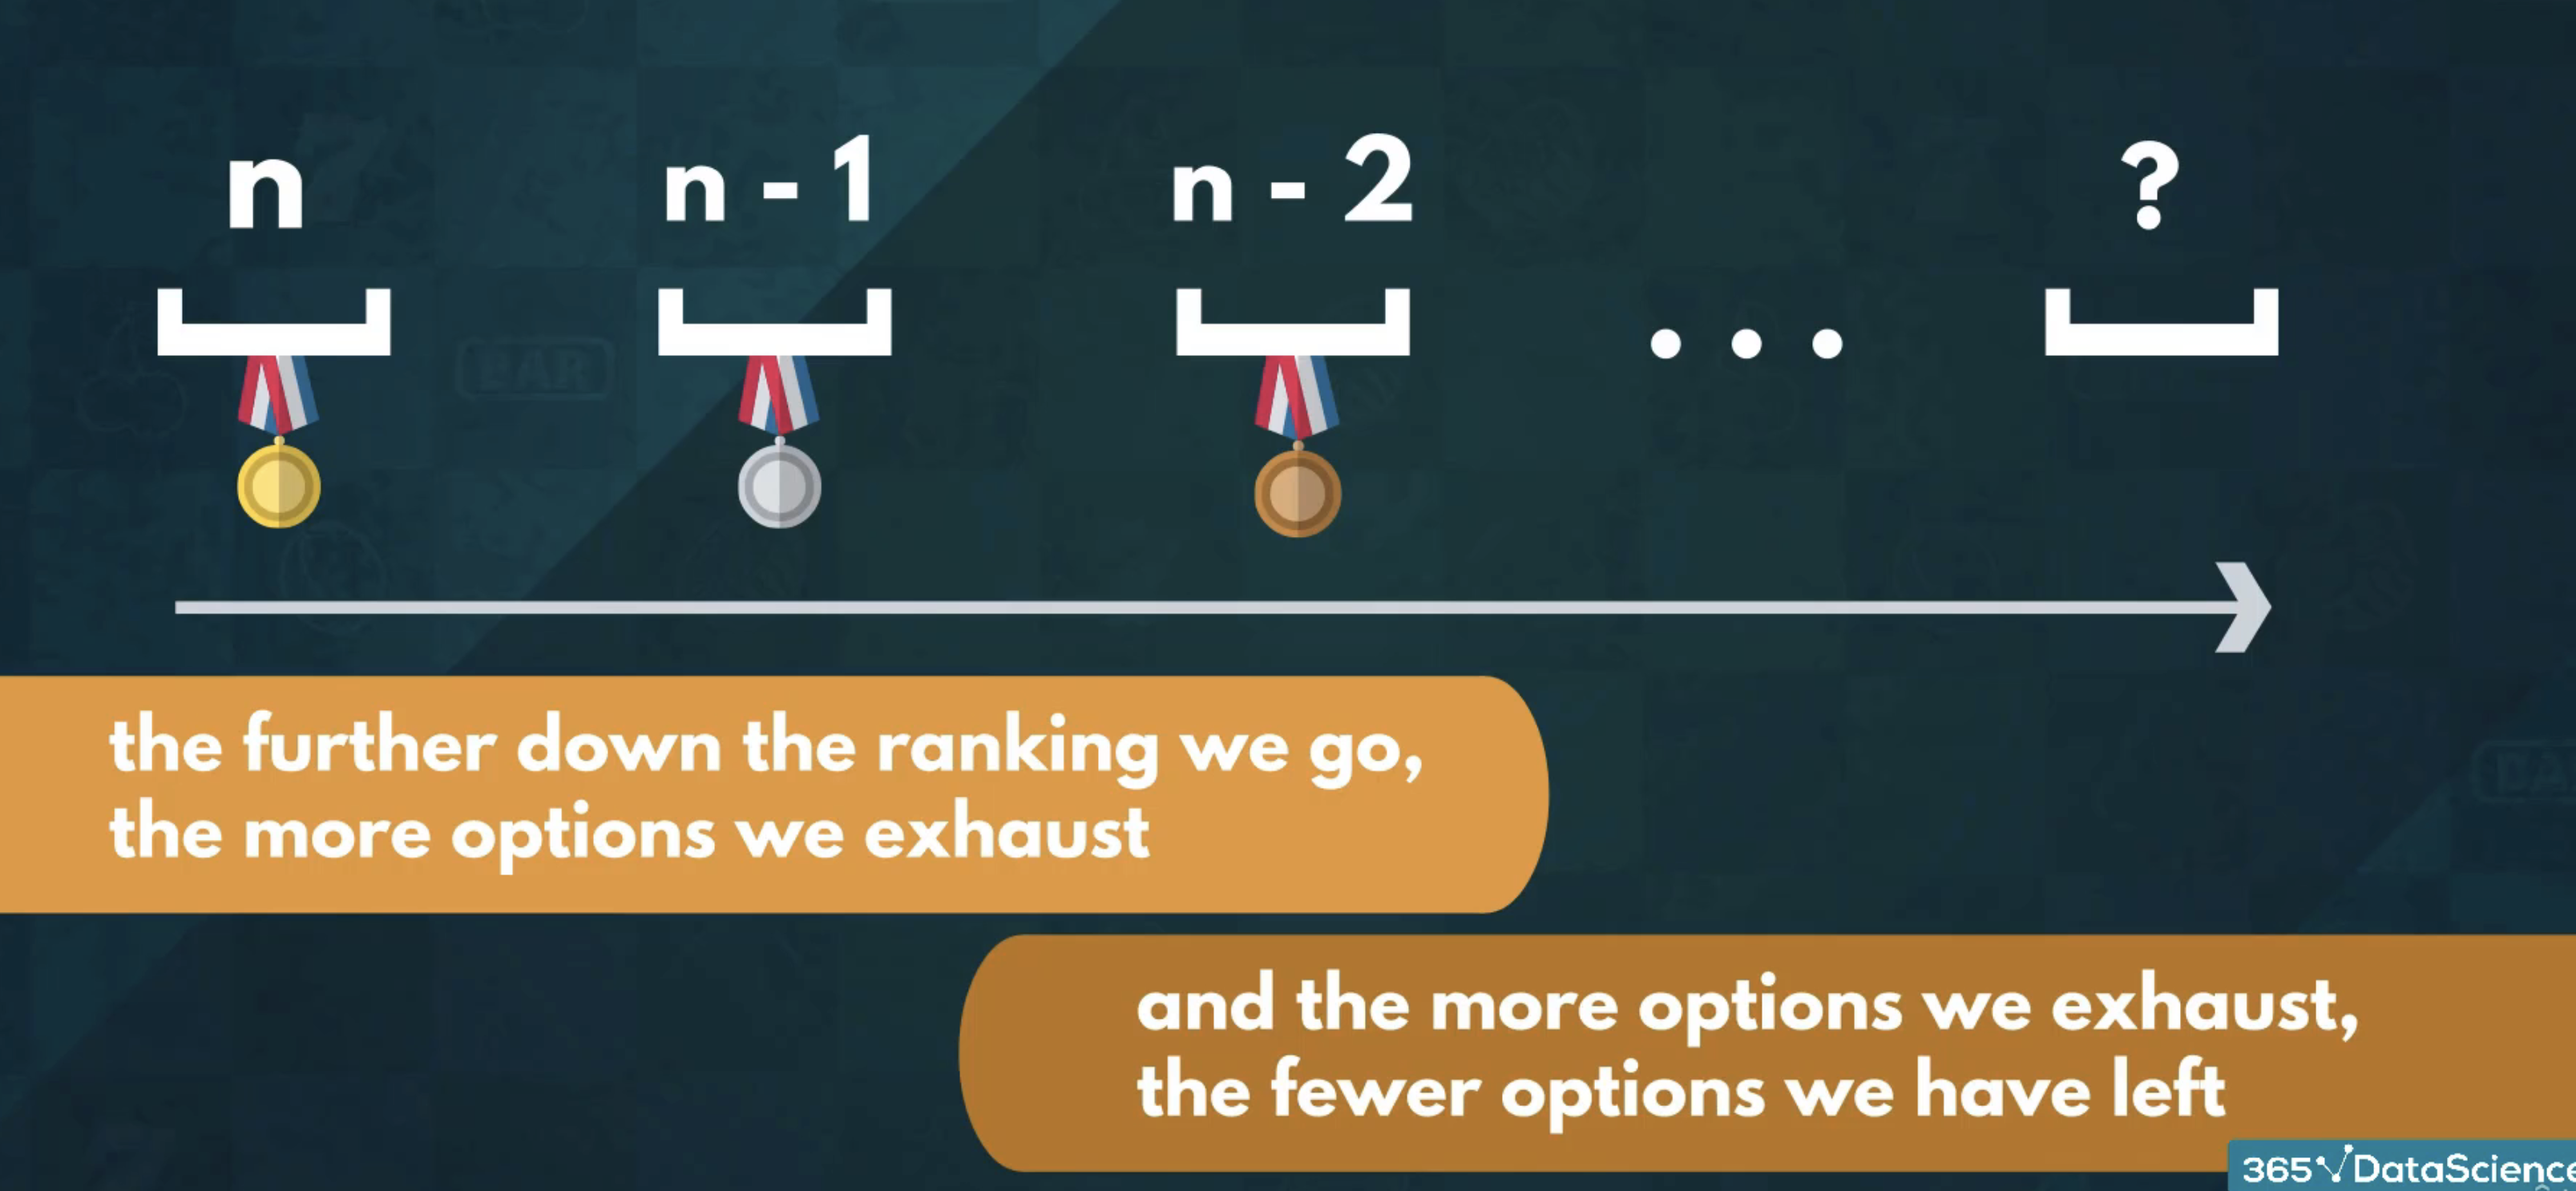 n
n - 1
n - 2
?
the further down the ranking we go,
the more options we exhaust
and the more options we exhaust,
the fewer options we have left
365 DataScience